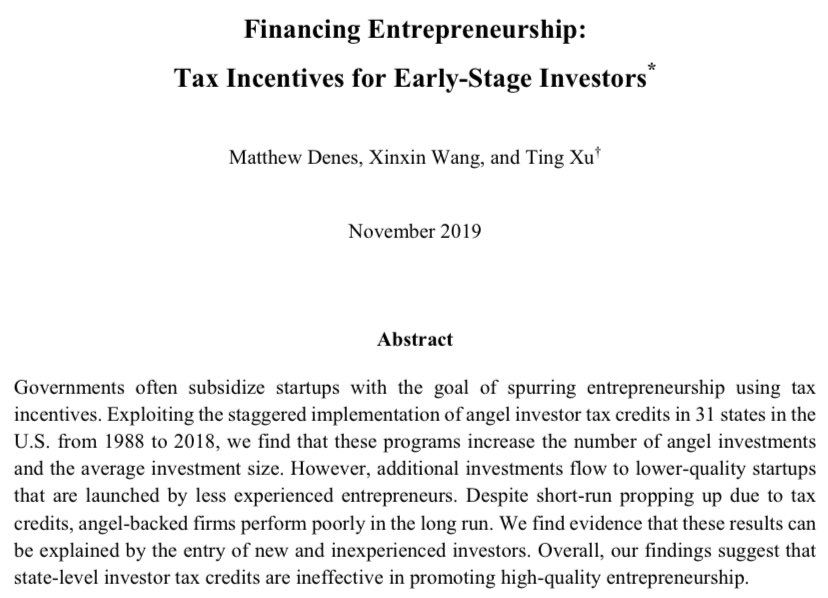 Financing Entrepreneurship:
Tax Incentives for Early-Stage Investors*
Matthew Denes, Xinxin Wang, and Ting Xu†
November 2019
Abstract
Governments often subsidize startups with the goal of spurring entrepreneurship using tax
incentives. Exploiting the staggered implementation of angel investor tax credits in 31 states in the
U.S. from 1988 to 2018, we find that these programs increase the number of angel investments
and the average investment size. However, additional investments flow to lower-quality startups
that are launched by less experienced entrepreneurs. Despite short-run propping up due to tax
credits, angel-backed firms perform poorly in the long run. We find evidence that these results can
be explained by the entry of new and inexperienced investors. Overall, our findings suggest that
state-level investor tax credits are ineffective in promoting high-quality entrepreneurship.